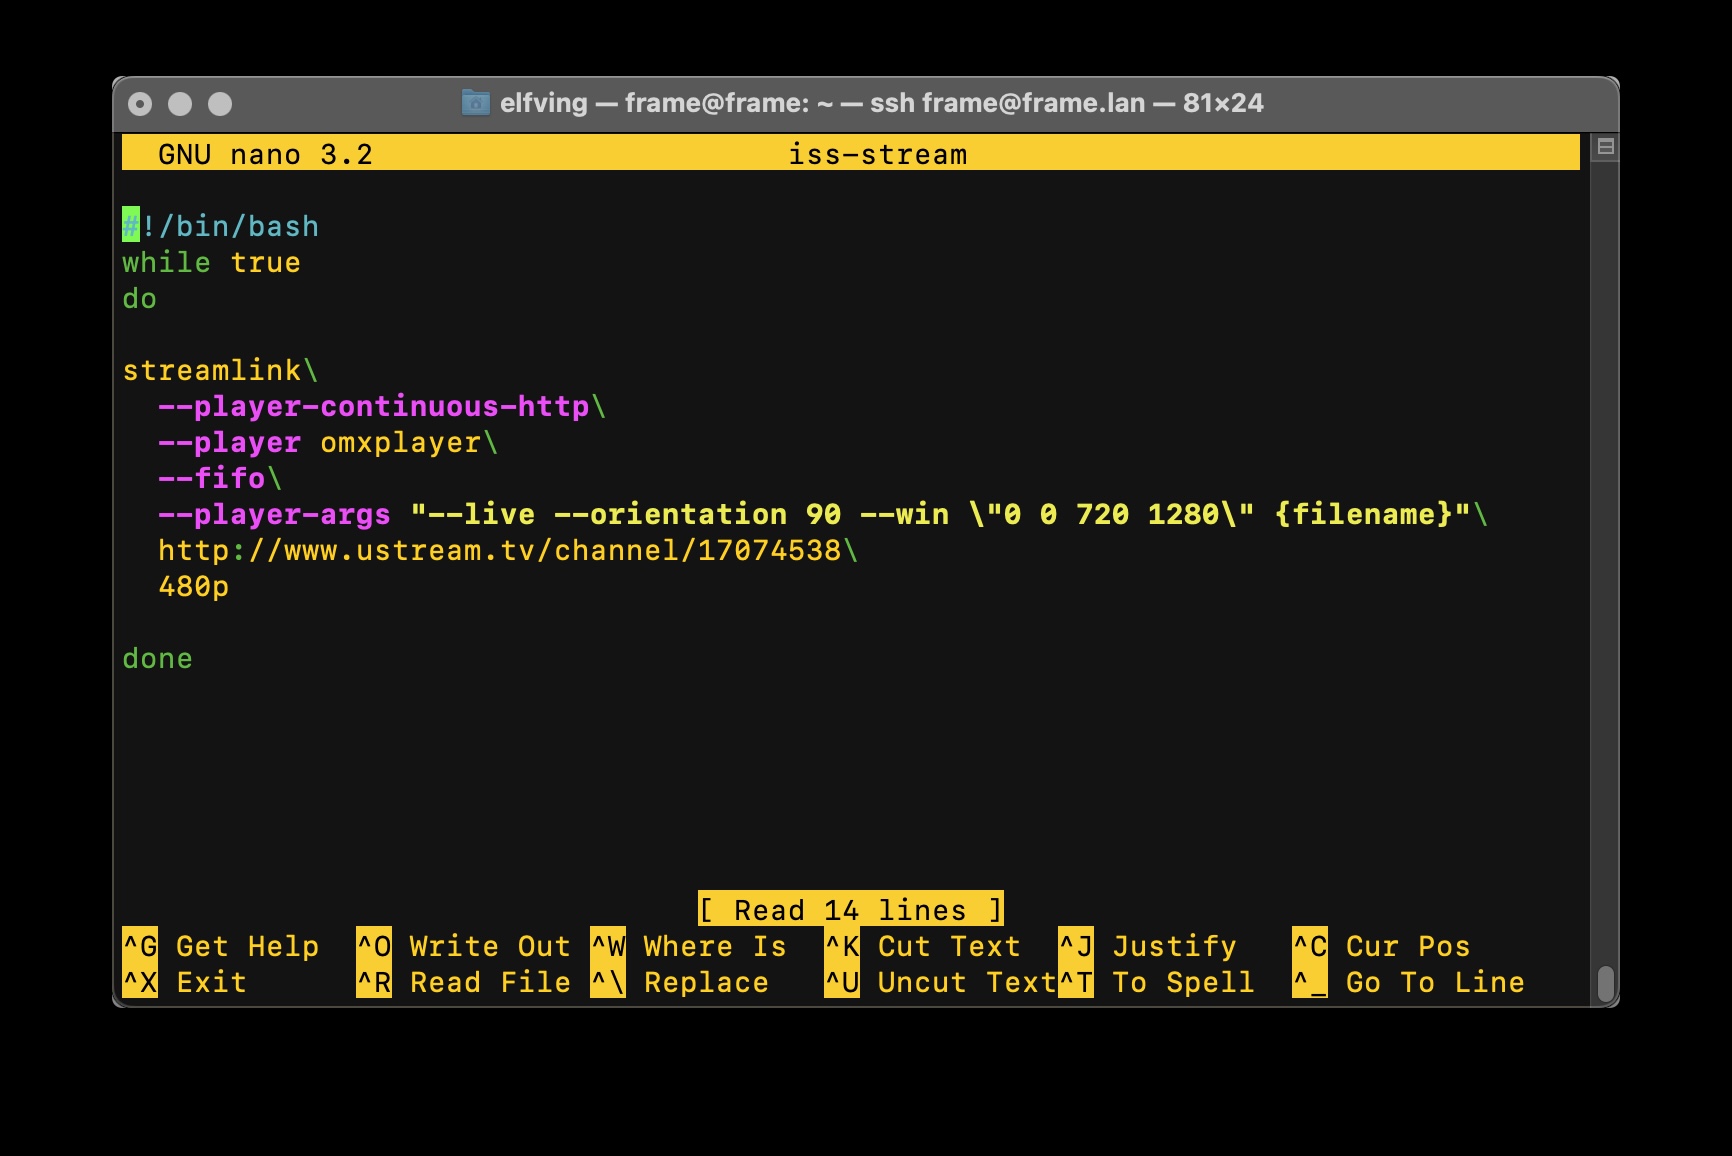 elfving — frame@frame: ~ — ssh frame@frame.lan — 81×24
GNU nano 3.2 iss-stream
#!/bin/bash
while true
do
streamlink\
  --player-continuous-http\
  --player omxplayer\
  --fifo\
  --player-args "--live --orientation 90 --win \"0 0 720 1280\" {filename}"\
  http://www.ustream.tv/channel/17074538\
  480p
done
[ Read 14 lines ]
^G Get Help ^O Write Out ^W Where Is ^K Cut Text ^J Justify ^C Cur Pos
^X Exit ^R Read File ^\ Replace ^U Uncut Text ^T To Spell ^_ Go To Line